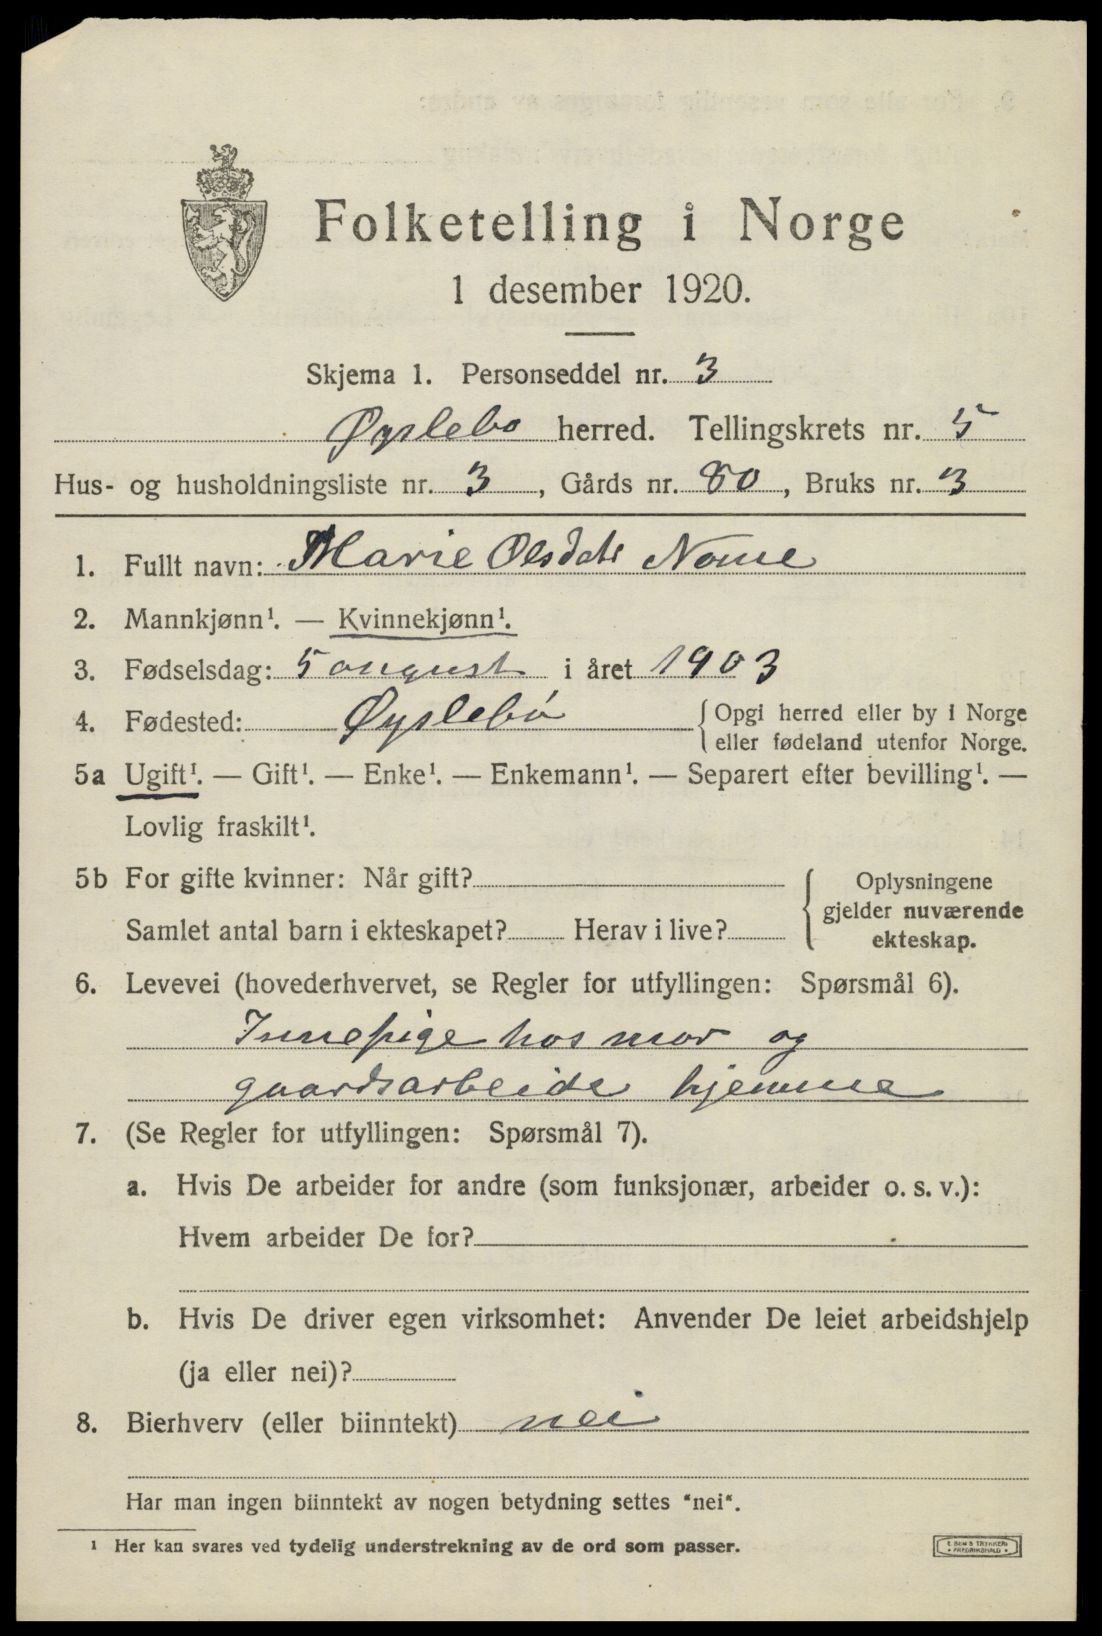 Folketelling i Norge
1 desember 1920.
Skjema 1. Personseddel nr. 3
Øyslebø herred. Tellingskrets nr. 5
Hus- og husholdningsliste nr. 3, Gårds nr. 80, Bruks nr. 3
1. Fullt navn: Marie Olsdatr Nome
2. Mannkjønn¹. — Kvinnekjønn¹.
3. Fødselsdag: 5 august i året 1903
4. Fødested: Øyslebø {Opgi herred eller by i Norge
eller fødeland utenfor Norge.
5a Ugift¹. — Gift¹. — Enke¹. — Enkemann¹. — Separert efter bevilling¹. —
Lovlig fraskilt¹.
5b For gifte kvinner: Når gift?
Samlet antal barn i ekteskapet? Herav i live?
{Oplysningene
gjelder nuværende
ekteskap.
6. Levevei (hovederhvervet, se Regler for utfyllingen: Spørsmål 6).
Innepige hos mor og
gaardsarbeide hjemme
7. (Se Regler for utfyllingen: Spørsmål 7).
a. Hvis De arbeider for andre (som funksjonær, arbeider o. s. v.):
Hvem arbeider De for?
b. Hvis De driver egen virksomhet: Anvender De leiet arbeidshjelp
(ja eller nei)?
8. Bierhverv (eller biinntekt) nei
Har man ingen biinntekt av nogen betydning settes "nei".
¹ Her kan svares ved tydelig understrekning av de ord som passer.